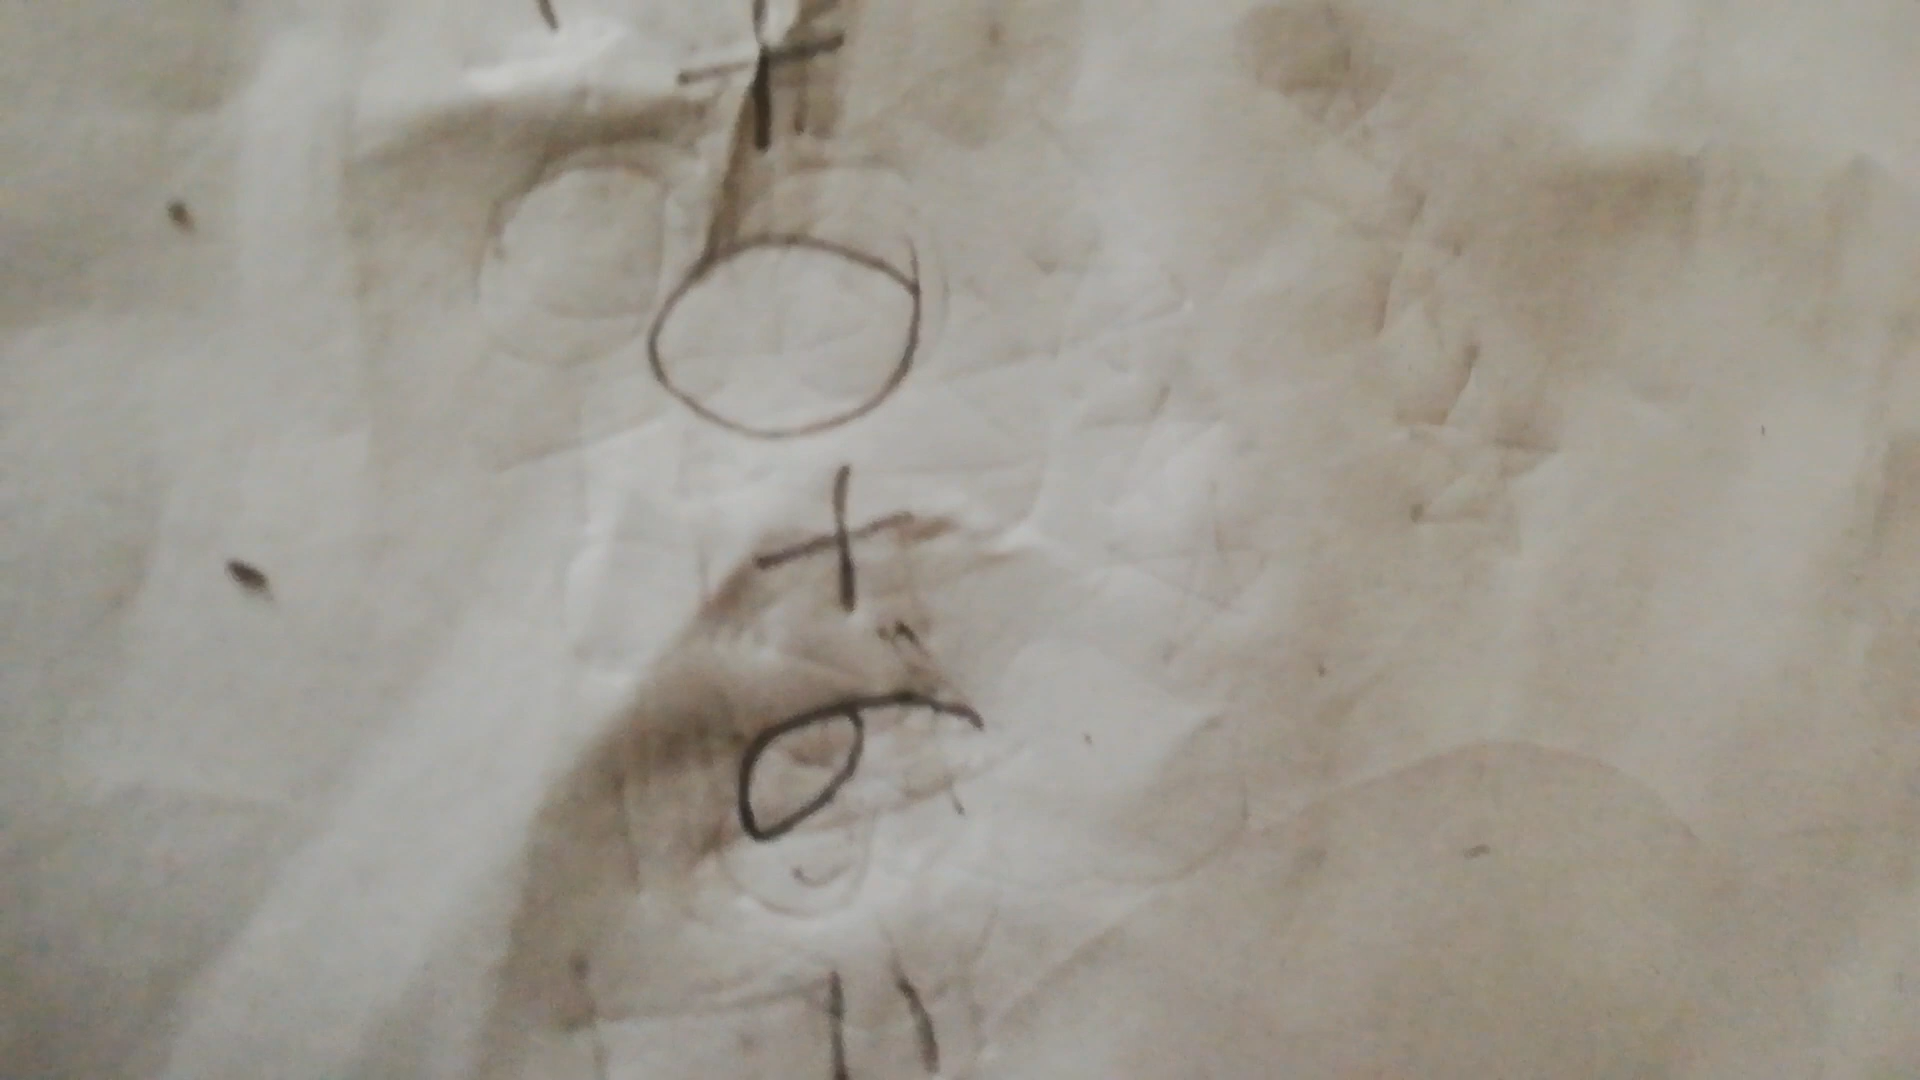 + 0 + 6 =